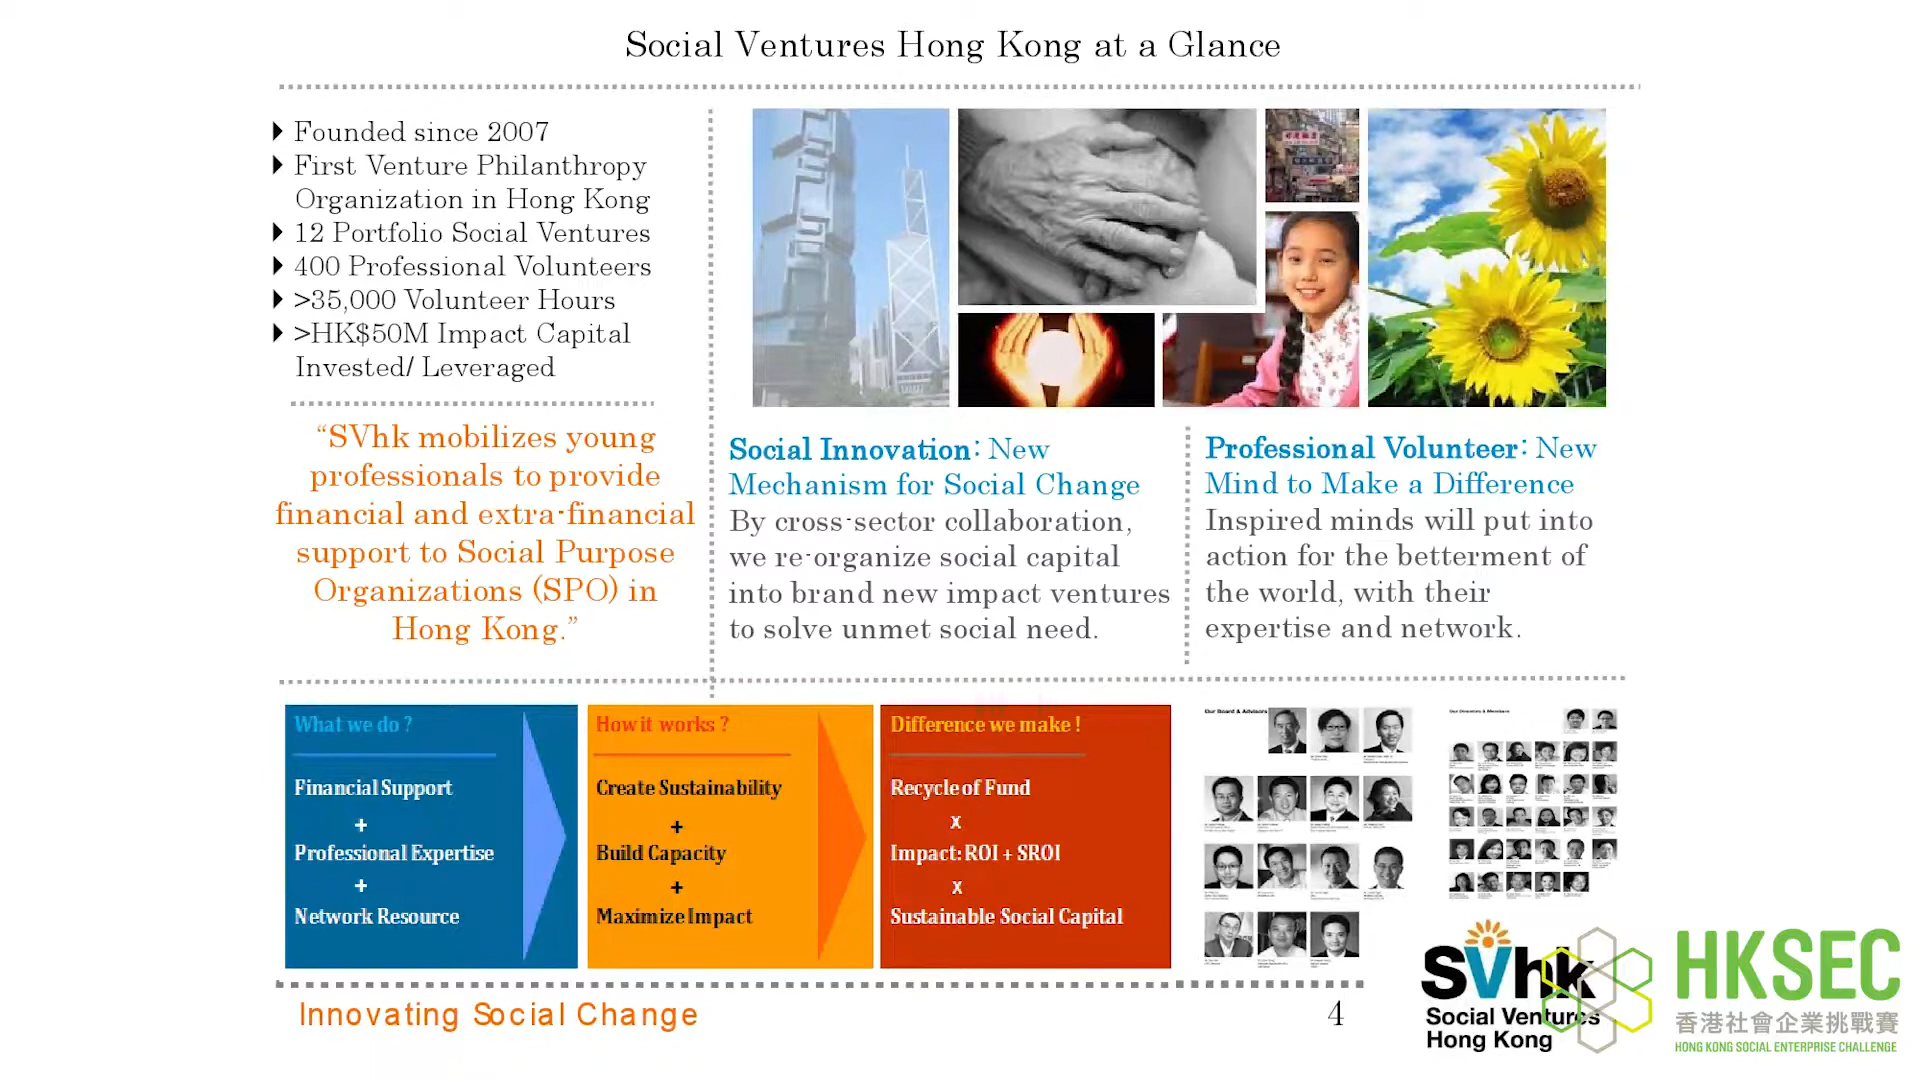 Social Ventures Hong Kong at a Glance
Founded since 2007
First Venture Philanthropy
Organization in Hong Kong
12 Portfolio Social Ventures
400 Professional Volunteers
>35,000 Volunteer Hours
>HK$50M Impact Capital
Invested/ Leveraged
“SVhk mobilizes young
professionals to provide
financial and extra-financial
support to Social Purpose
Organizations (SPO) in
Hong Kong.”
Social Innovation: New
Mechanism for Social Change
By cross-sector collaboration,
we re-organize social capital
into brand new impact ventures
to solve unmet social need.
Professional Volunteer: New
Mind to Make a Difference
Inspired minds will put into
action for the betterment of
the world, with their
expertise and network.
What we do ?
Financial Support
+
Professional Expertise
+
Network Resource
How it works ?
Create Sustainability
+
Build Capacity
+
Maximize Impact
Difference we make !
Recycle of Fund
x
Impact: ROI + SROI
x
Sustainable Social Capital
Our Board & Advisors
Our Directors & Members
Innovating Social Change
4
SVhk
Social Ventures
Hong Kong
HKSEC
香港社會企業挑戰賽
HONG KONG SOCIAL ENTERPRISE CHALLENGE